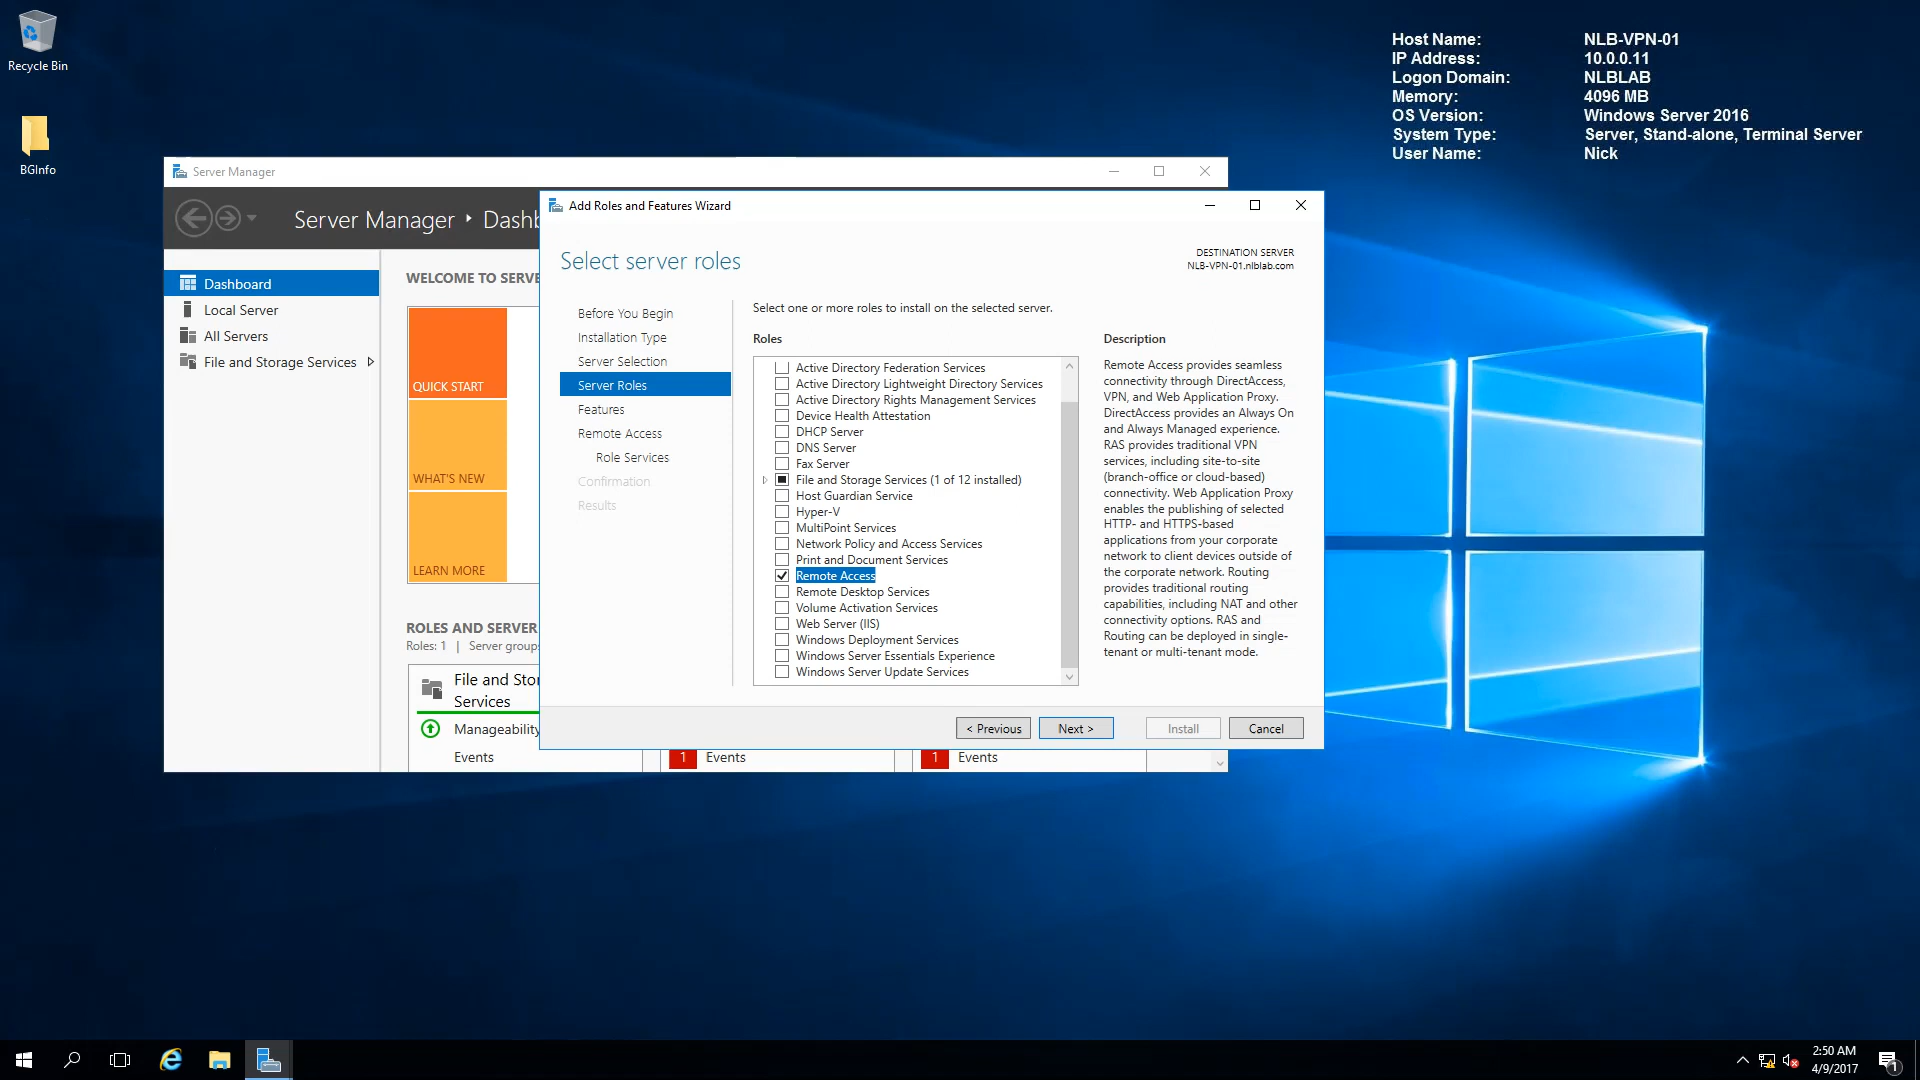 Recycle Bin
BGInfo
Host Name: NLB-VPN-01
IP Address: 10.0.0.11
Logon Domain: NLBLAB
Memory: 4096 MB
OS Version: Windows Server 2016
System Type: Server, Stand-alone, Terminal Server
User Name: Nick
Server Manager
Server Manager
Dashboard
Local Server
All Servers
File and Storage Services
WELCOME TO
QUICK START
WHAT'S NEW
LEARN MORE
ROLES AND SERVER
Roles: 1 | Server
File and
Services
Manageability
Events
1 Events
1 Events
Add Roles and Features Wizard
Select server roles
DESTINATION SERVER
NLB-VPN-01.nlblab.com
Before You Begin
Installation Type
Server Selection
Server Roles
Features
Remote Access
Role Services
Confirmation
Results
Select one or more roles to install on the selected server.
Roles
Active Directory Federation Services
Active Directory Lightweight Directory Services
Active Directory Rights Management Services
Device Health Attestation
DHCP Server
DNS Server
Fax Server
File and Storage Services (1 of 12 installed)
Host Guardian Service
Hyper-V
MultiPoint Services
Network Policy and Access Services
Print and Document Services
Remote Access
Remote Desktop Services
Volume Activation Services
Web Server (IIS)
Windows Deployment Services
Windows Server Essentials Experience
Windows Server Update Services
Description
Remote Access provides seamless
connectivity through DirectAccess,
VPN, and Web Application Proxy.
DirectAccess provides an Always On
and Always Managed experience.
RAS provides traditional VPN
services, including site-to-site
(branch-office or cloud-based)
connectivity. Web Application Proxy
enables the publishing of selected
HTTP- and HTTPS-based
applications from your corporate
network to client devices outside of
the corporate network. Routing
provides traditional routing
capabilities, including NAT and other
connectivity options. RAS and
Routing can be deployed in single-
tenant or multi-tenant mode.
< Previous
Next >
Install
Cancel
2:50 AM
4/9/2017
1